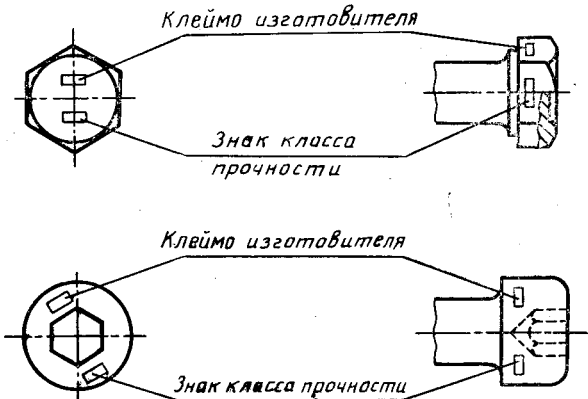 Клеймо изготовителя
Знак класса
прочности
Клеймо изготовителя
Знак класса прочности